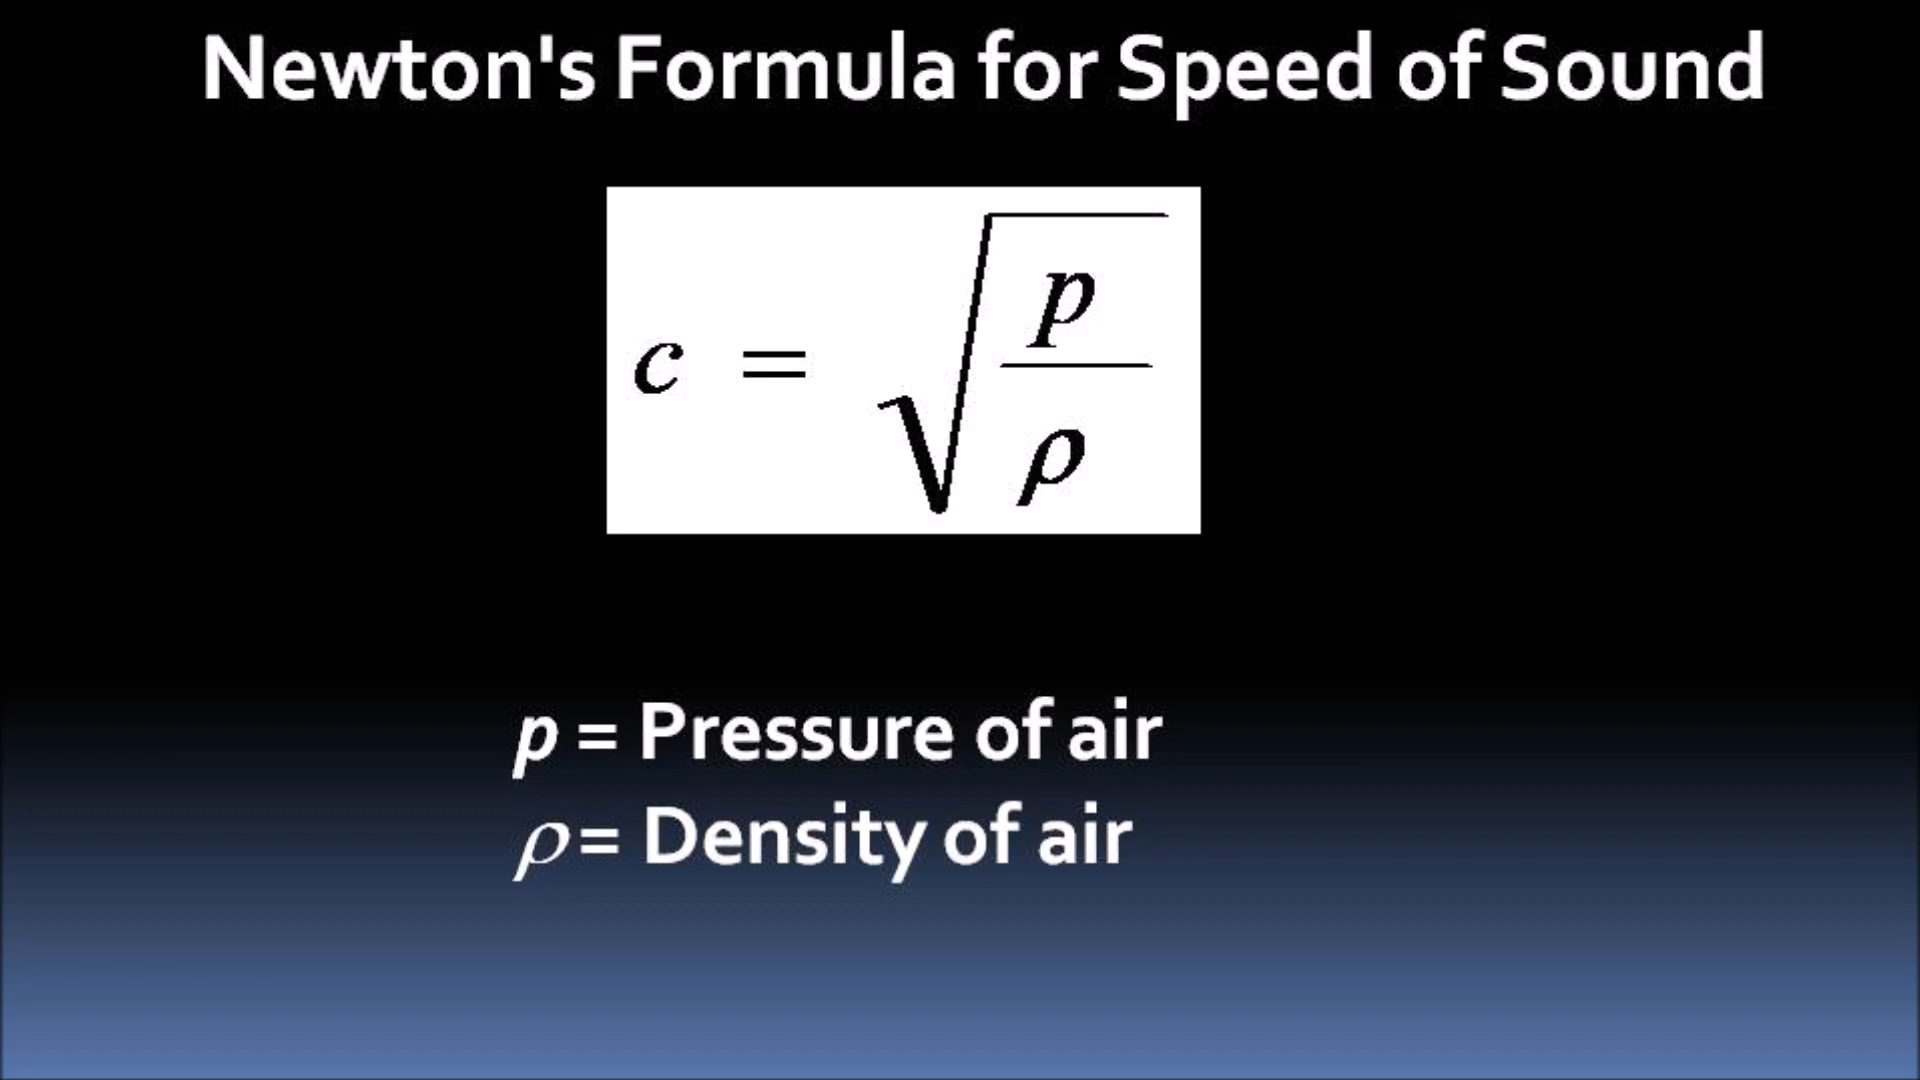 Newton's Formula for Speed of Sound
c = √(p/ρ)
p = Pressure of air
ρ = Density of air